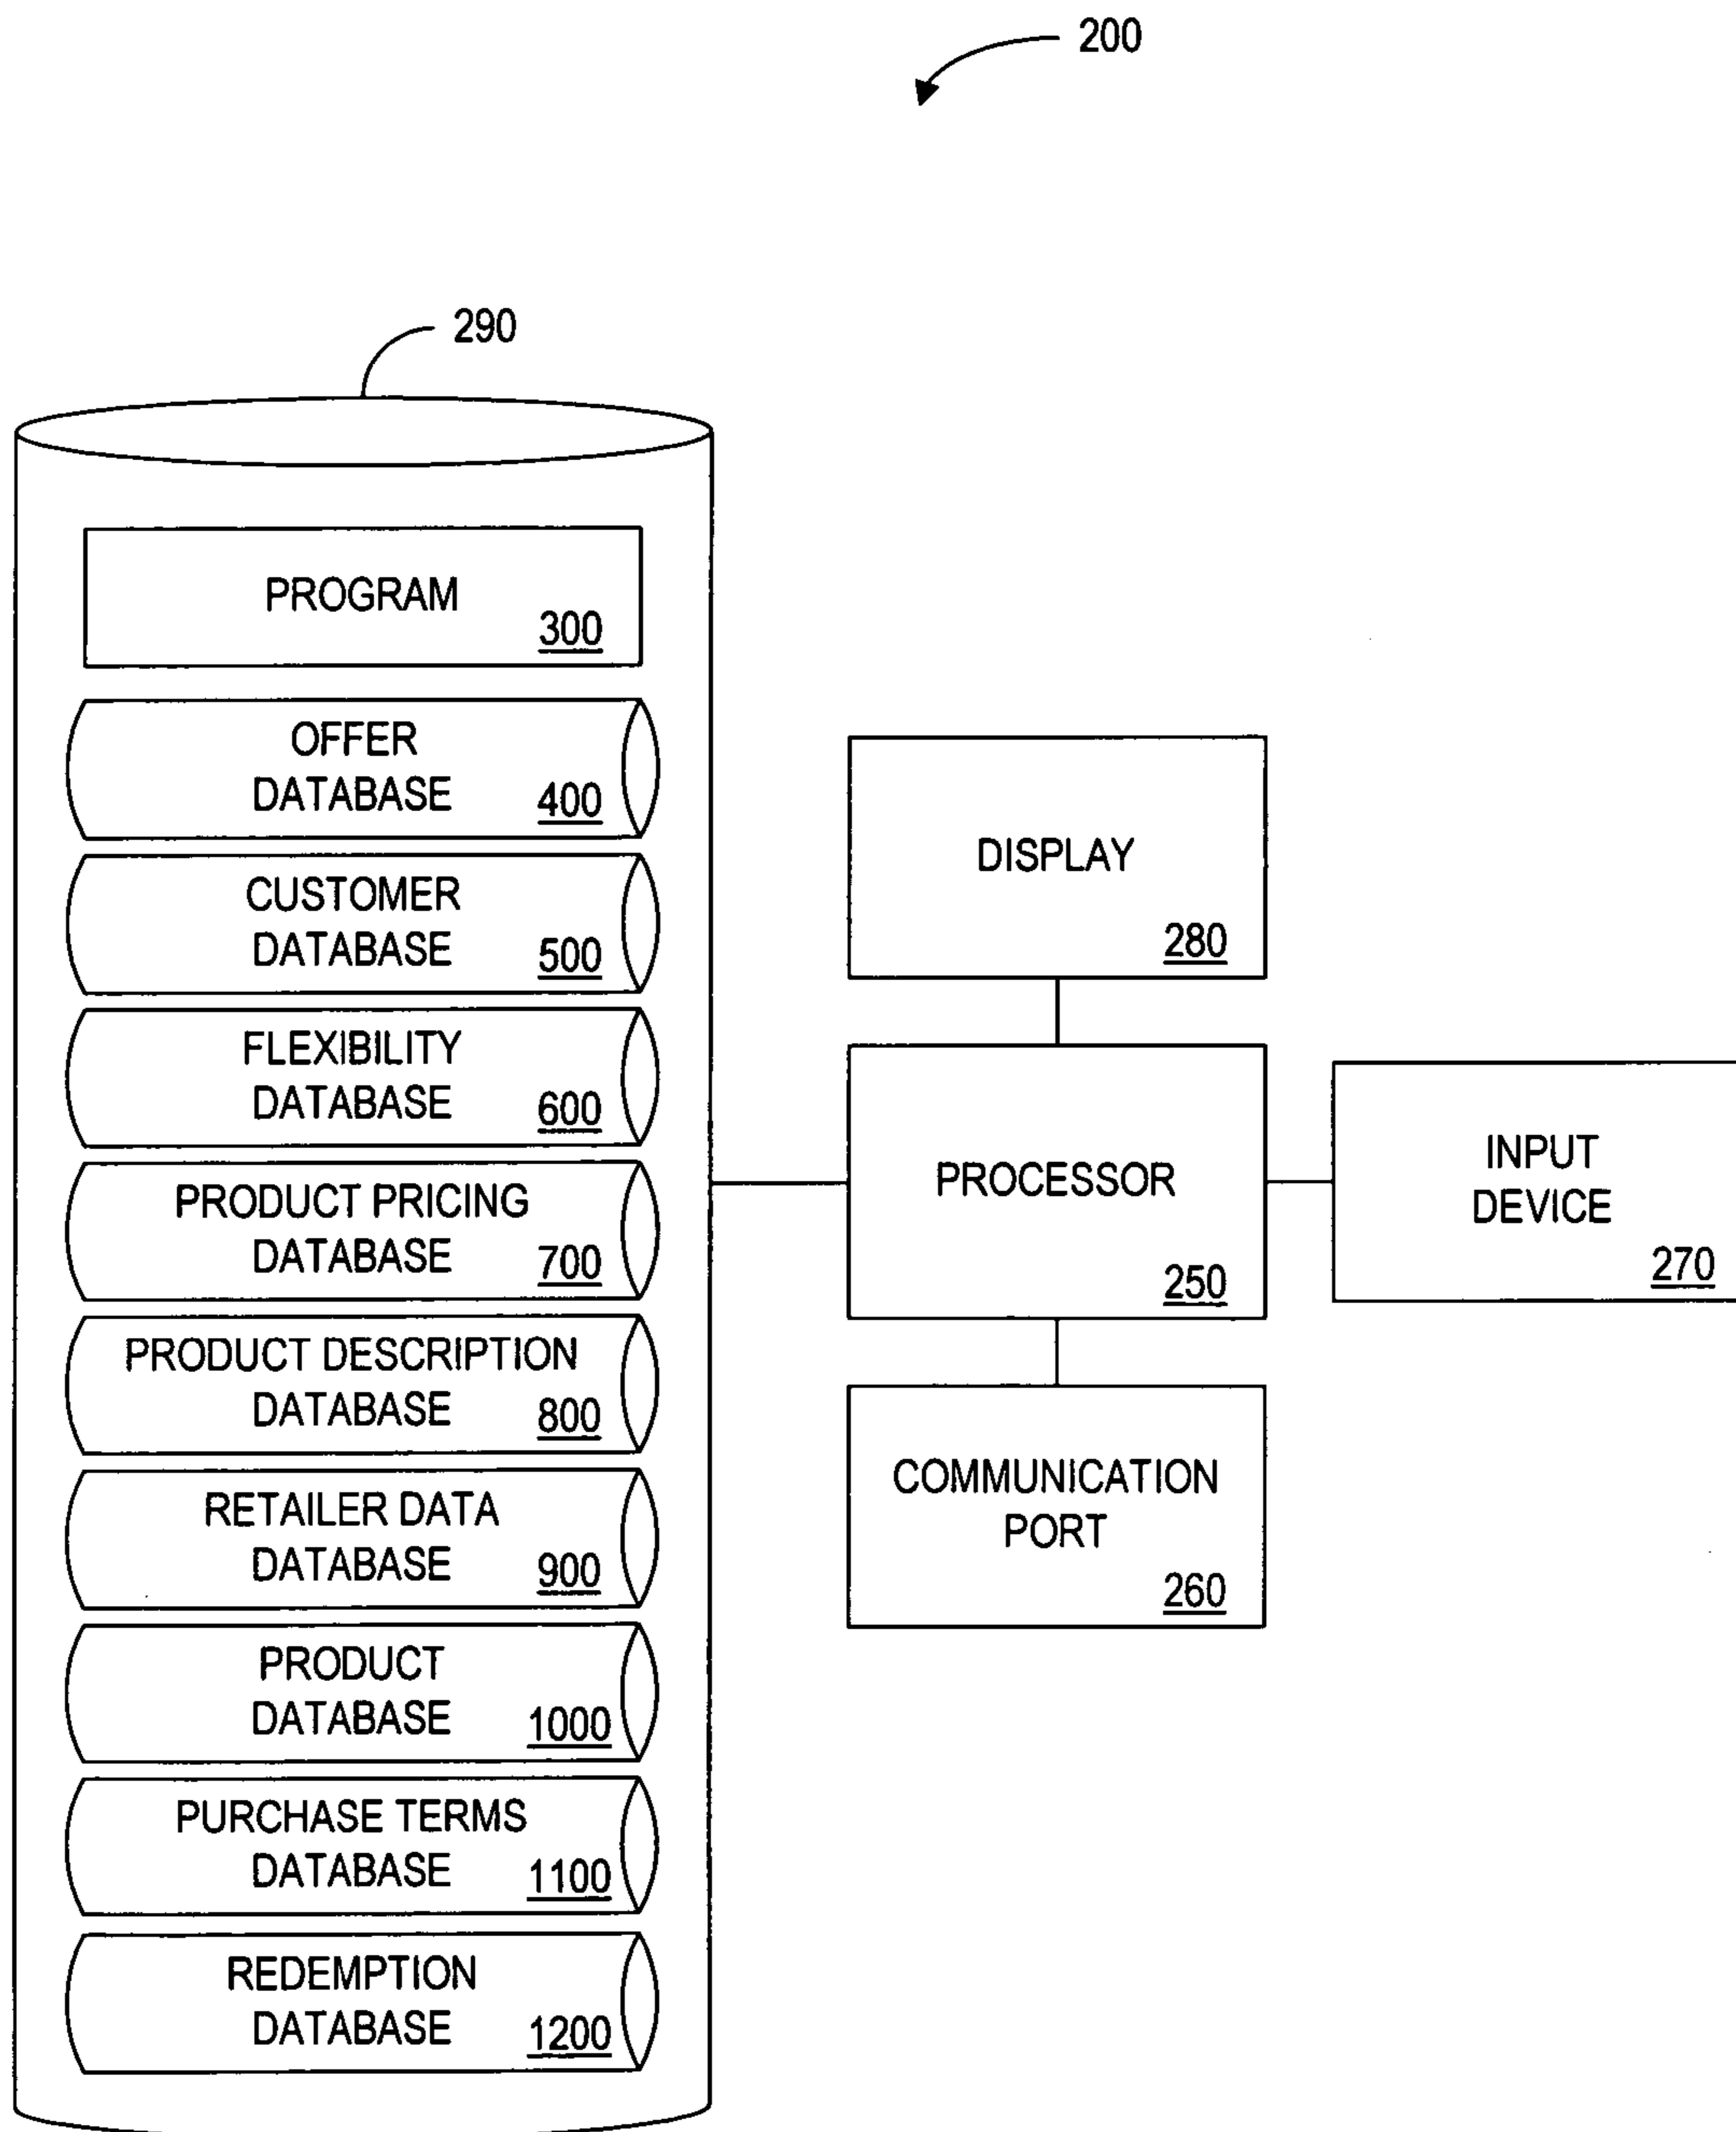 200
290
PROGRAM
300
OFFER
DATABASE 400
CUSTOMER
DATABASE 500
FLEXIBILITY
DATABASE 600
PRODUCT PRICING
DATABASE 700
PRODUCT DESCRIPTION
DATABASE 800
RETAILER DATA
DATABASE 900
PRODUCT
DATABASE 1000
PURCHASE TERMS
DATABASE 1100
REDEMPTION
DATABASE 1200
DISPLAY
280
PROCESSOR
250
INPUT
DEVICE
270
COMMUNICATION
PORT
260